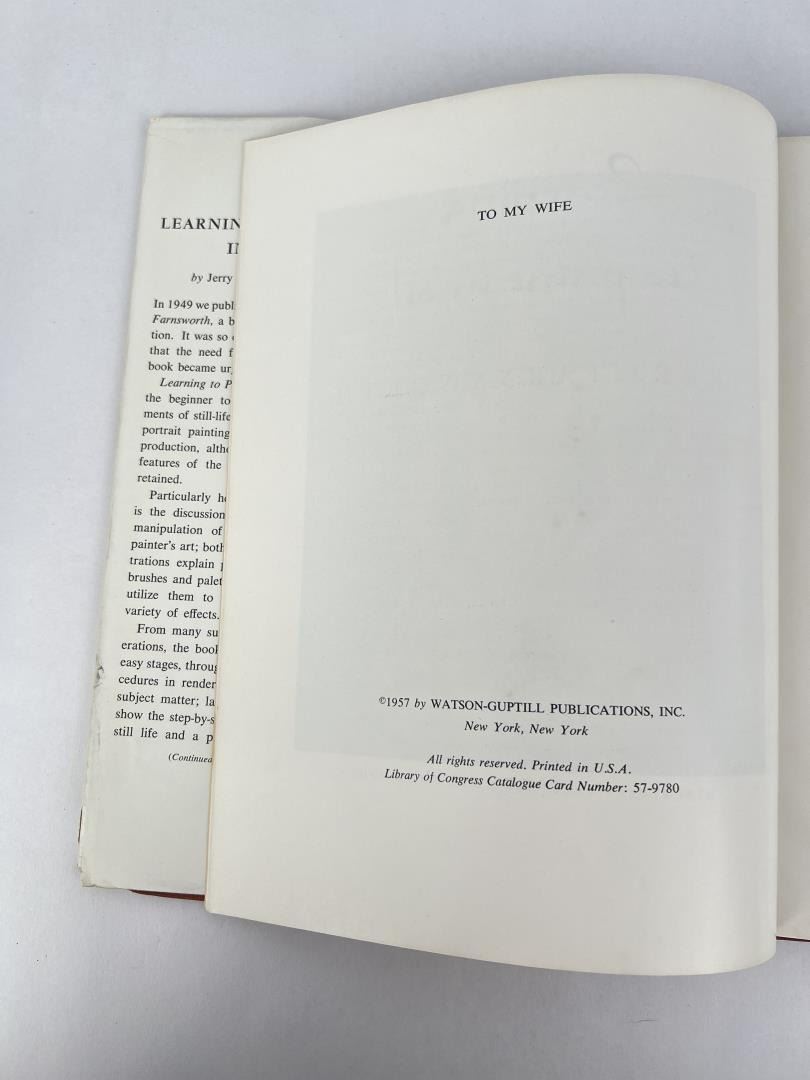 LEARNIN
by Jerry
In 1949 we publ
Farnsworth, a b
tion. It was so
that the need f
book became ur
Learning to P
the beginner to
ments of still-life
portrait painting
production, alth
features of the
retained.
Particularly he
is the discussion
manipulation of
painter's art; both
trations explain
brushes and palet
utilize them to
variety of effects.
From many su
erations, the book
easy stages, throug
cedures in render
subject matter; la
show the step-by-s
still life and a p
(Continued
TO MY WIFE
©1957 by WATSON-GUPTILL PUBLICATIONS, INC.
New York, New York
All rights reserved. Printed in U.S.A.
Library of Congress Catalogue Card Number: 57-9780